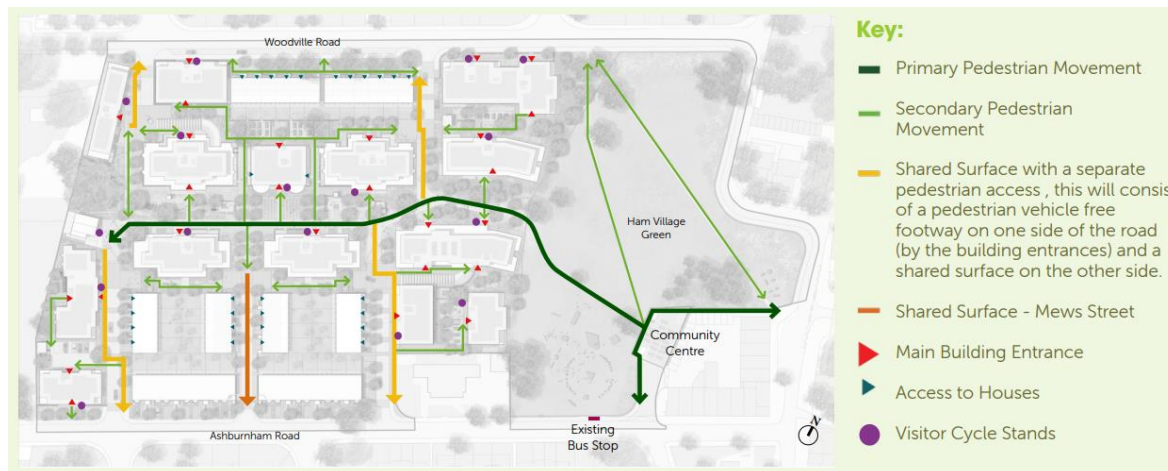 Woodville Road
Ham Village
Green
Community
Centre
Existing
Bus Stop
Ashburnham Road
N
Key:
Primary Pedestrian Movement
Secondary Pedestrian
Movement
Shared Surface with a separate
pedestrian access , this will consis
of a pedestrian vehicle free
footway on one side of the road
(by the building entrances) and a
shared surface on the other side.
Shared Surface - Mews Street
Main Building Entrance
Access to Houses
Visitor Cycle Stands